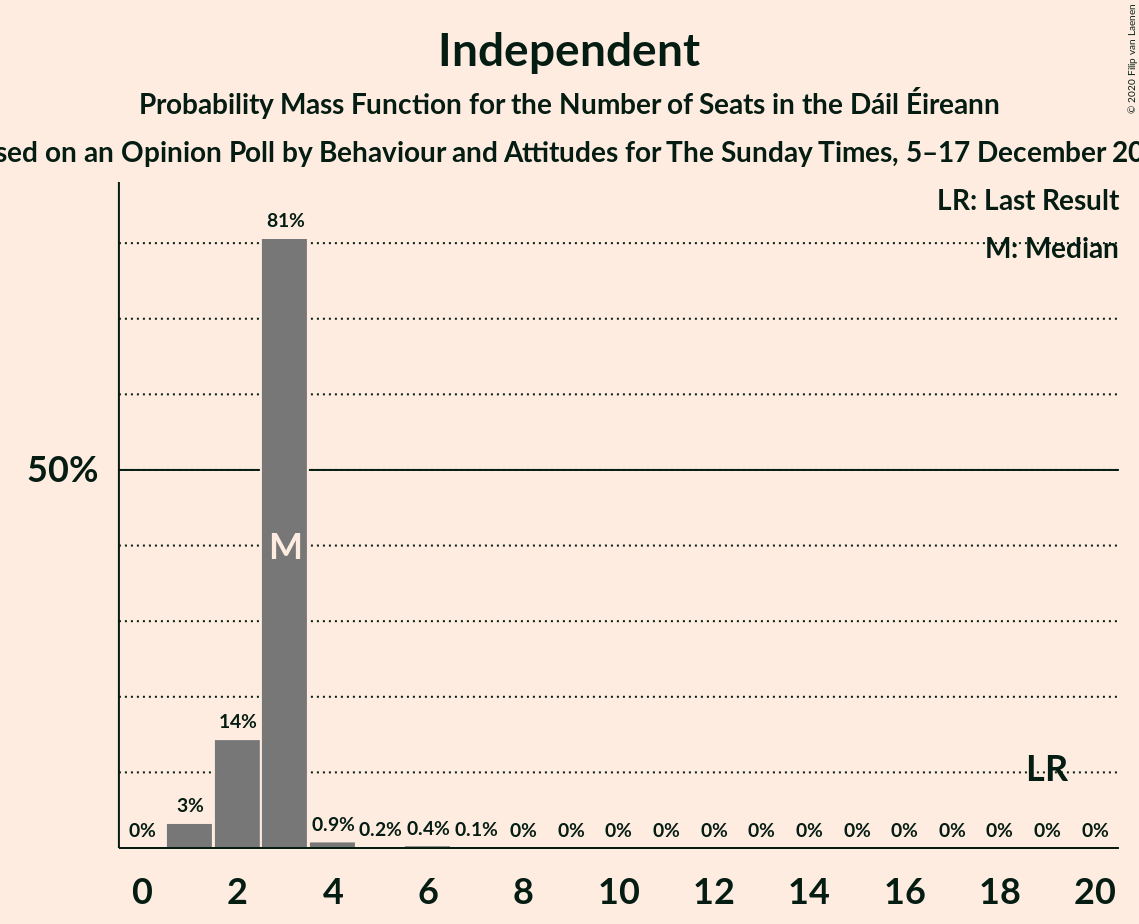 Independent
Probability Mass Function for the Number of Seats in the Dáil Éireann
on an Opinion Poll by Behaviour and Attitudes for The Sunday Times, 5–17 December
© 2020 Filip van Laenen
LR: Last Result
M: Median
81%
50%
M
14%
LR
3%
0% 0.9% 0.2% 0.4% 0.1% 0% 0% 0% 0% 0% 0% 0% 0% 0% 0% 0% 0% 0%
0 2 4 6 8 10 12 14 16 18 20